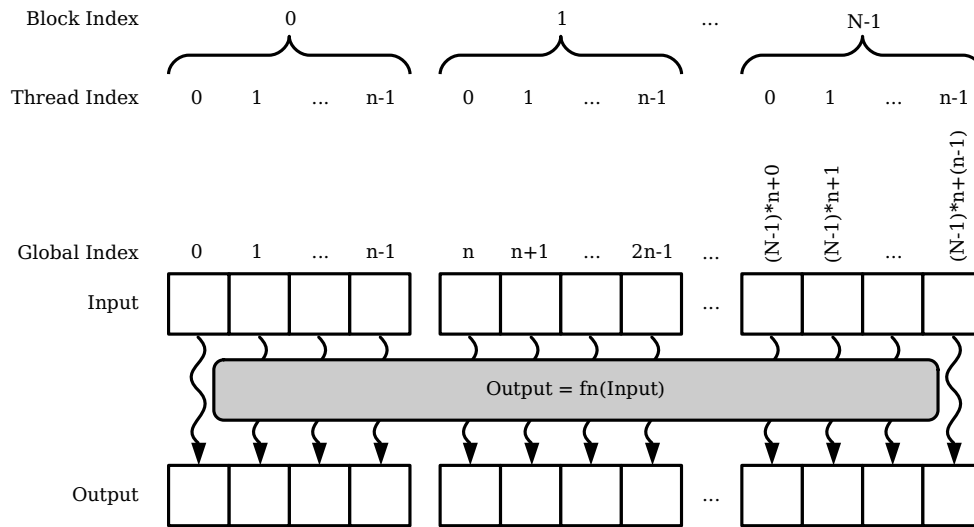 Block Index 0 1 ... N-1
Thread Index 0 1 ... n-1 0 1 ... n-1 0 1 ... n-1
Global Index 0 1 ... n-1 n n+1 ... 2n-1 ... (N-1)*n+0 (N-1)*n+1 ... (N-1)*n+(n-1)
Input ...
Output = fn(Input)
Output ...